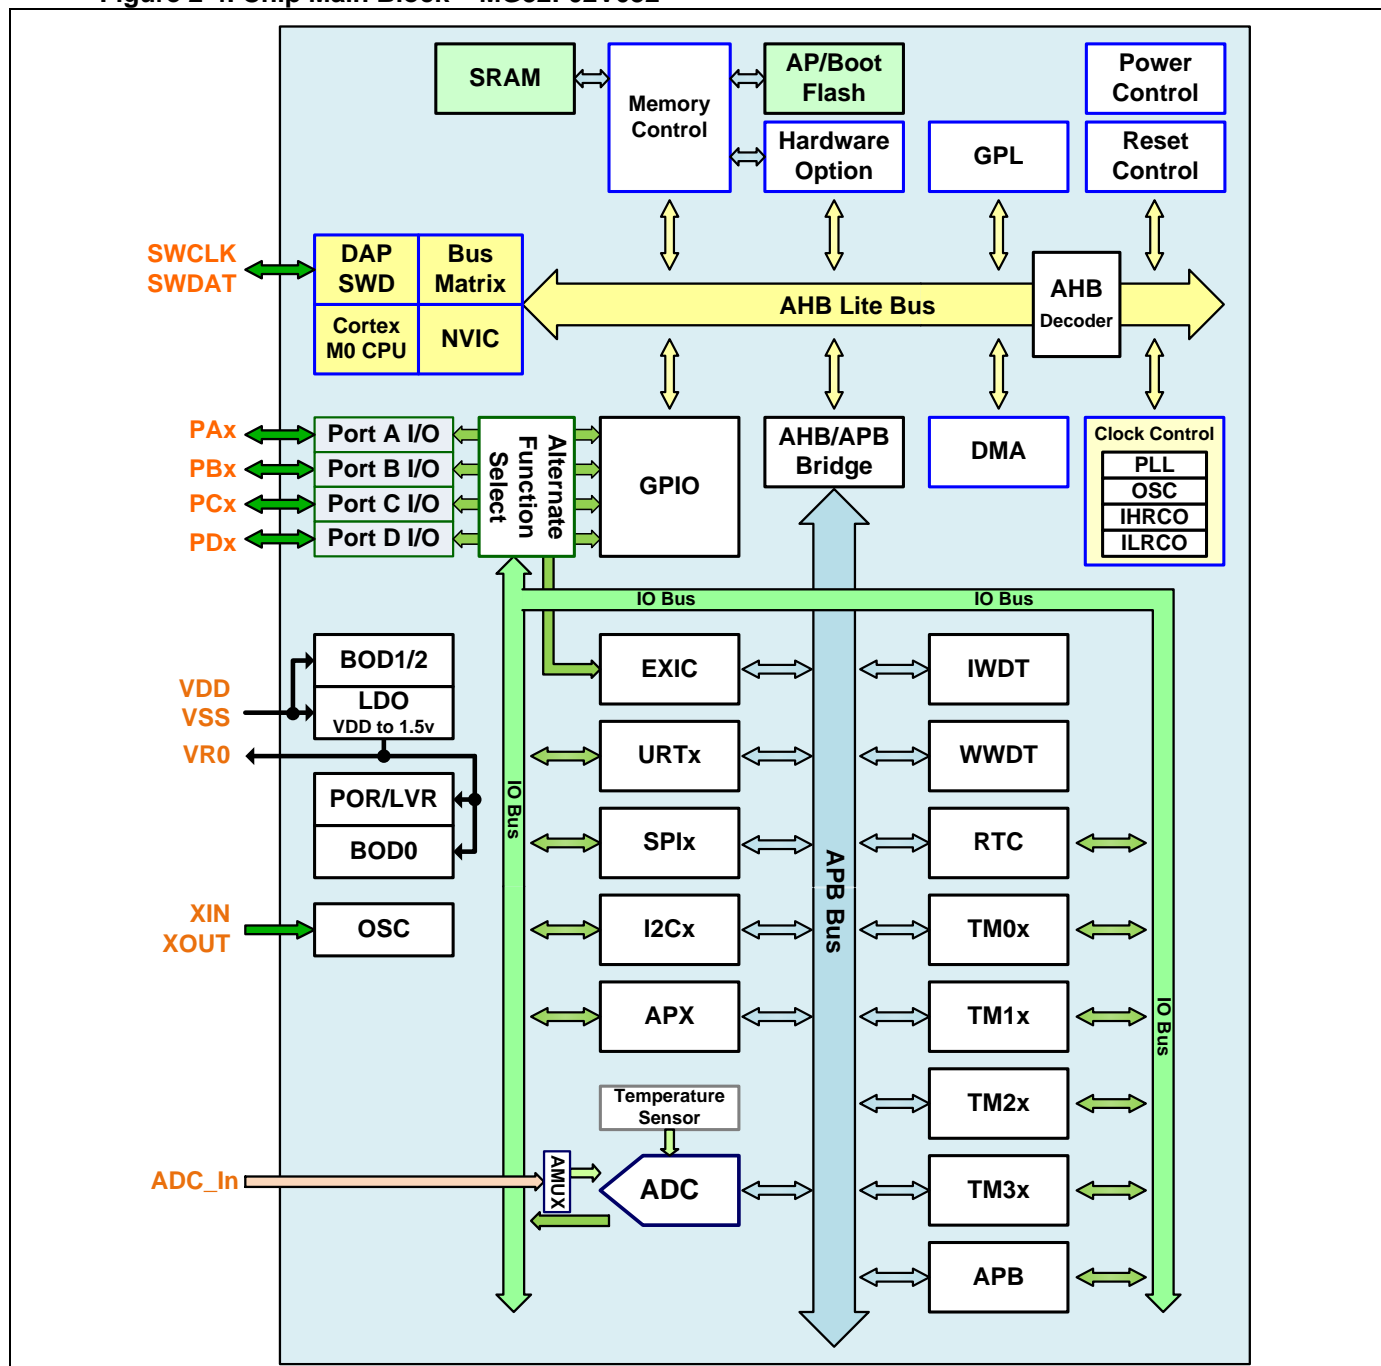 SRAM
Memory
Control
AP/Boot
Flash
Power
Control
Hardware
Option
GPL
Reset
Control
SWCLK
SWDAT
DAP
SWD
Bus
Matrix
Cortex
M0 CPU
NVIC
AHB Lite Bus
AHB
Decoder
PAx
PBx
PCx
PDx
Port A I/O
Port B I/O
Port C I/O
Port D I/O
Alternate
Function
Select
GPIO
AHB/APB
Bridge
DMA
Clock Control
PLL
OSC
IHRCO
ILRCO
IO Bus
IO Bus
VDD
VSS
VR0
BOD1/2
LDO
VDD to 1.5v
POR/LVR
BOD0
XIN
XOUT
OSC
IO Bus
EXIC
URTx
SPIx
I2Cx
APX
Temperature
Sensor
ADC_In
AMUX
ADC
APB Bus
IWDT
WWDT
RTC
TM0x
TM1x
TM2x
TM3x
APB
IO Bus